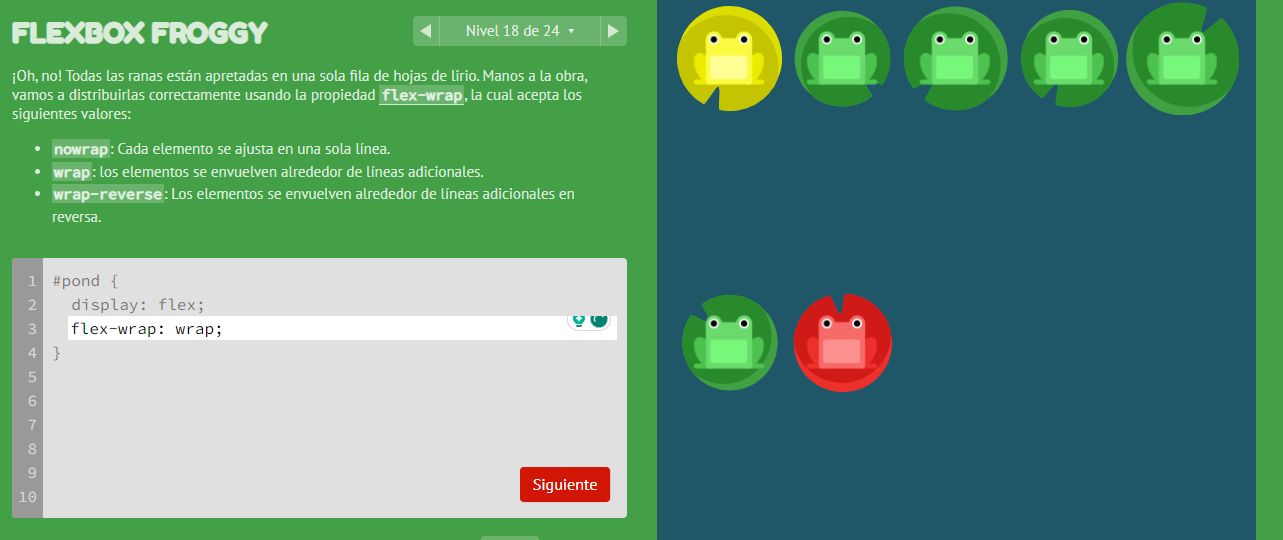 FLEXBOX FROGGY
Nivel 18 de 24
¡Oh, no! Todas las ranas están apretadas en una sola fila de hojas de lirio. Manos a la obra,
vamos a distribuirlas correctamente usando la propiedad flex-wrap, la cual acepta los
siguientes valores:
nowrap: Cada elemento se ajusta en una sola línea.
wrap: los elementos se envuelven alrededor de líneas adicionales.
wrap-reverse: Los elementos se envuelven alrededor de líneas adicionales en
reversa.
1 #pond {
2 display: flex;
3 flex-wrap: wrap;
4 }
5
6
7
8
9
10
Siguiente